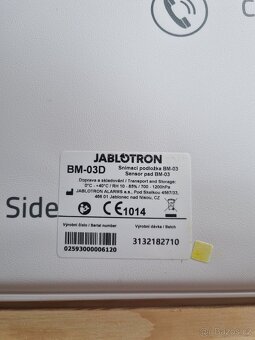 JABLOTRON
BM-03D
Snímací podložka BM-03
Sensor pad BM-03
Doprava a skladování / Transport and Storage:
0°C - +40°C / RH 10 - 85% / 700 - 1200hPa
JABLOTRON ALARMS a.s. Pod Skalkou 4567/33,
466 01 Jablonec nad Nisou, CZ
Side
CE1014
Výrobní číslo / Serial number
Výrobní dávka / Batch
02593000006120
3132182710